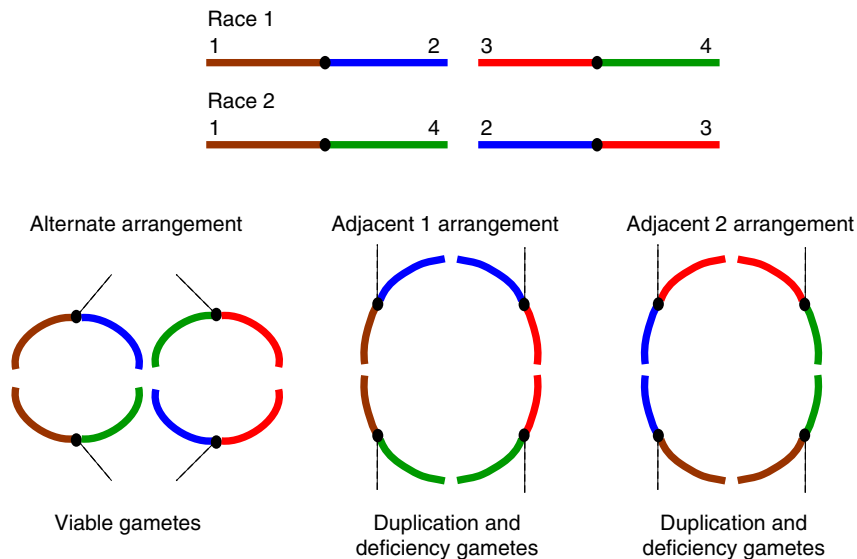 Race 1
1 2 3 4
Race 2
1 4 2 3
Alternate arrangement
Adjacent 1 arrangement
Adjacent 2 arrangement
Viable gametes
Duplication and
deficiency gametes
Duplication and
deficiency gametes